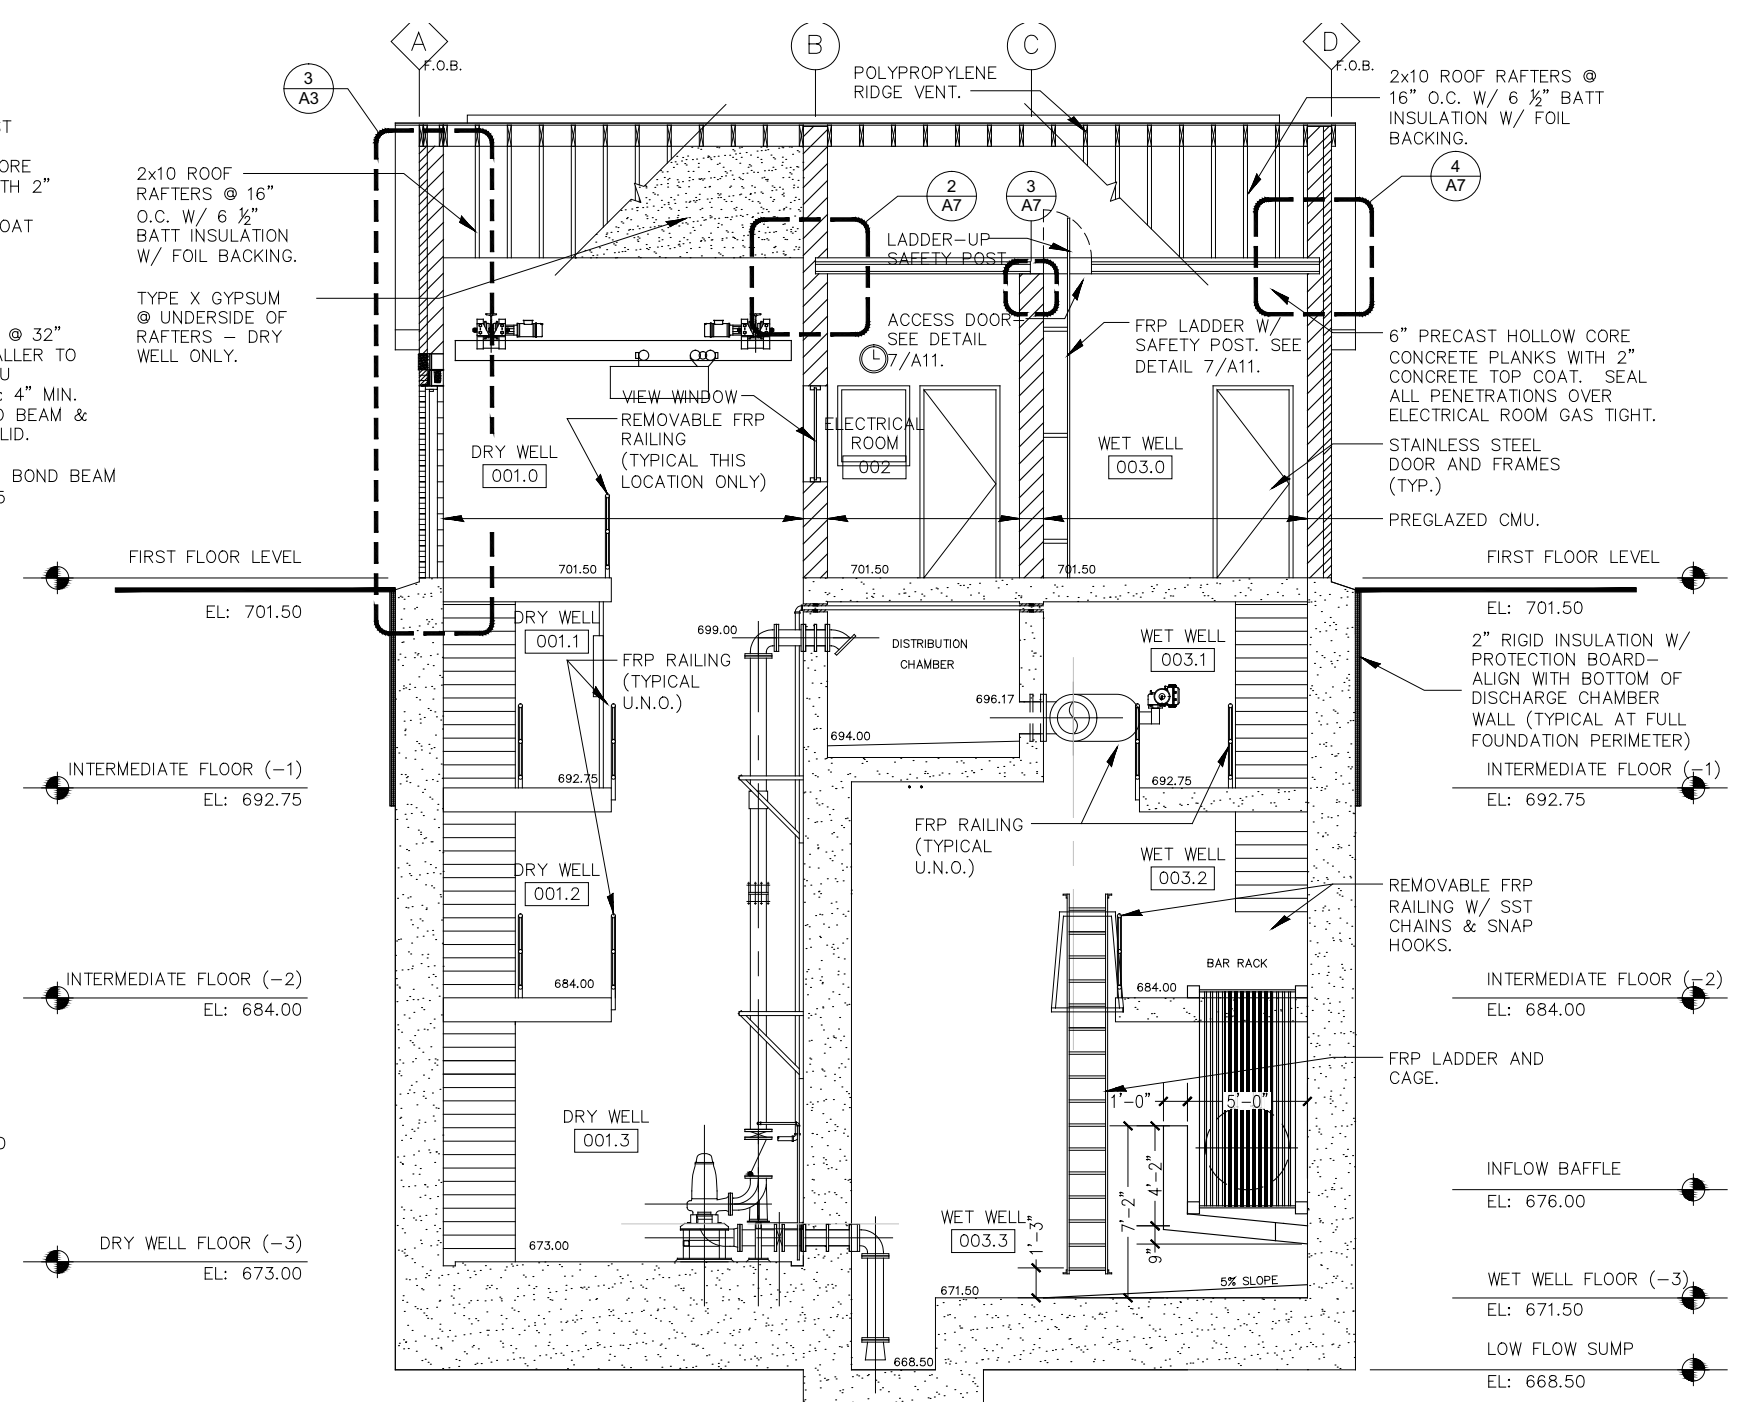 A
F.O.B.
B
C
D
F.O.B.
3
A3
POLYPROPYLENE
RIDGE VENT.
2x10 ROOF RAFTERS @
16" O.C. W/ 6 ½" BATT
INSULATION W/ FOIL
BACKING.
4
A7
CT
ORE
TH 2"
OAT
2x10 ROOF
RAFTERS @ 16"
O.C. W/ 6 ½"
BATT INSULATION
W/ FOIL BACKING.
2
A7
3
A7
LADDER-UP
SAFETY POST
TYPE X GYPSUM
@ UNDERSIDE OF
RAFTERS - DRY
WELL ONLY.
ACCESS DOOR-
SEE DETAIL
7/A11.
FRP LADDER W/
SAFETY POST. SEE
DETAIL 7/A11.
6" PRECAST HOLLOW CORE
CONCRETE PLANKS WITH 2"
CONCRETE TOP COAT.  SEAL
ALL PENETRATIONS OVER
ELECTRICAL ROOM GAS TIGHT.
@ 32"
ALLER TO
U
4" MIN.
D BEAM &
LID.
BOND BEAM
VIEW WINDOW
REMOVABLE FRP
RAILING
(TYPICAL THIS
LOCATION ONLY)
DRY WELL
001.0
ELECTRICAL
ROOM
002
WET WELL
003.0
STAINLESS STEEL
DOOR AND FRAMES
(TYP.)
PREGLAZED CMU.
FIRST FLOOR LEVEL
EL: 701.50
701.50
701.50
701.50
FIRST FLOOR LEVEL
EL: 701.50
DRY WELL
001.1
699.00
DISTRIBUTION
CHAMBER
WET WELL
003.1
2" RIGID INSULATION W/
PROTECTION BOARD-
ALIGN WITH BOTTOM OF
DISCHARGE CHAMBER
WALL (TYPICAL AT FULL
FOUNDATION PERIMETER)
FRP RAILING
(TYPICAL
U.N.O.)
696.17
694.00
INTERMEDIATE FLOOR (-1)
EL: 692.75
692.75
692.75
INTERMEDIATE FLOOR (-1)
EL: 692.75
FRP RAILING
(TYPICAL
U.N.O.)
DRY WELL
001.2
WET WELL
003.2
REMOVABLE FRP
RAILING W/ SST
CHAINS & SNAP
HOOKS.
BAR RACK
INTERMEDIATE FLOOR (-2)
EL: 684.00
684.00
684.00
INTERMEDIATE FLOOR (-2)
EL: 684.00
FRP LADDER AND
CAGE.
1'-0"
5'-0"
DRY WELL
001.3
4'-2"
7'-2"
9"
1'-3"
INFLOW BAFFLE
EL: 676.00
WET WELL
003.3
DRY WELL FLOOR (-3)
EL: 673.00
673.00
671.50
5% SLOPE
WET WELL FLOOR (-3)
EL: 671.50
668.50
LOW FLOW SUMP
EL: 668.50